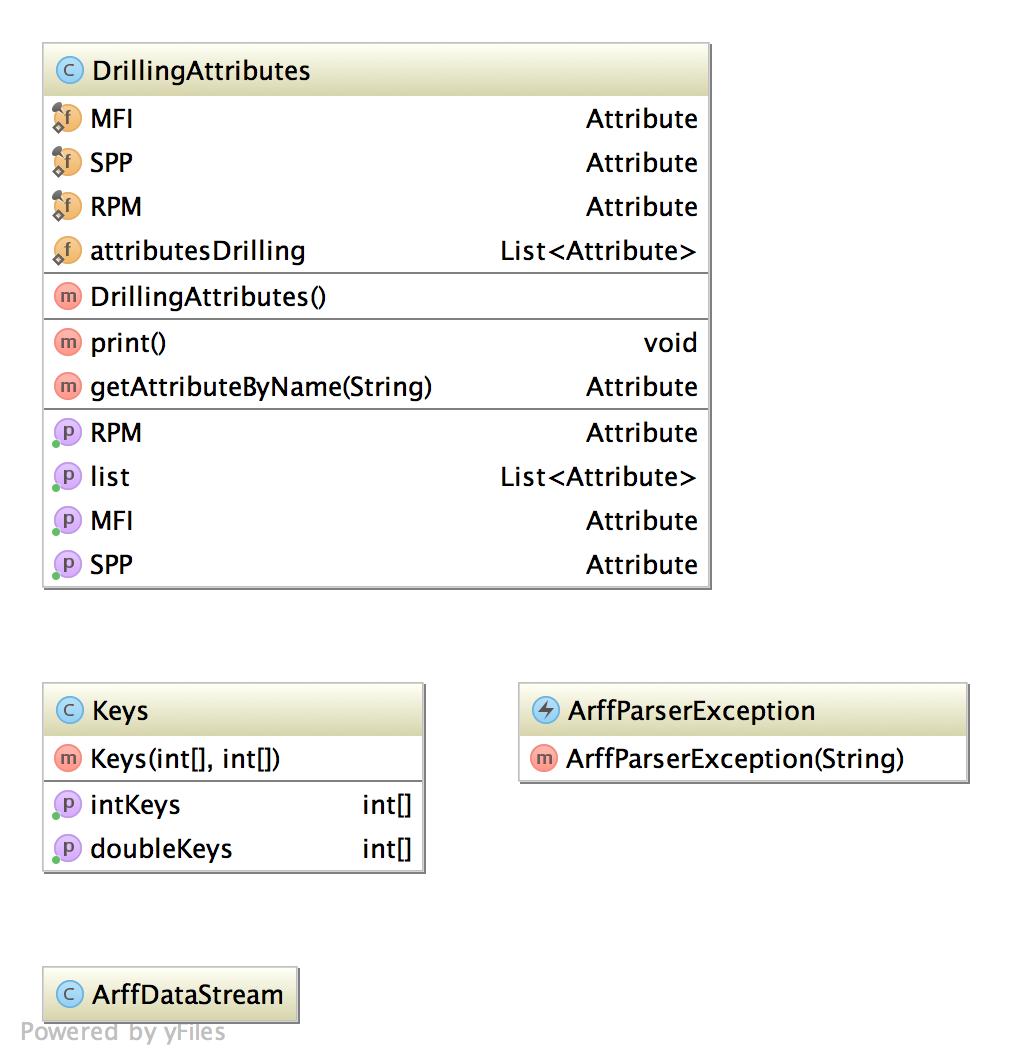 C DrillingAttributes
f MFI Attribute
f SPP Attribute
f RPM Attribute
f attributesDrilling List<Attribute>
m DrillingAttributes()
m print() void
m getAttributeByName(String) Attribute
p RPM Attribute
p list List<Attribute>
p MFI Attribute
p SPP Attribute
C Keys
m Keys(int[], int[])
p intKeys int[]
p doubleKeys int[]
ArffParserException
m ArffParserException(String)
C ArffDataStream
Powered by yFiles